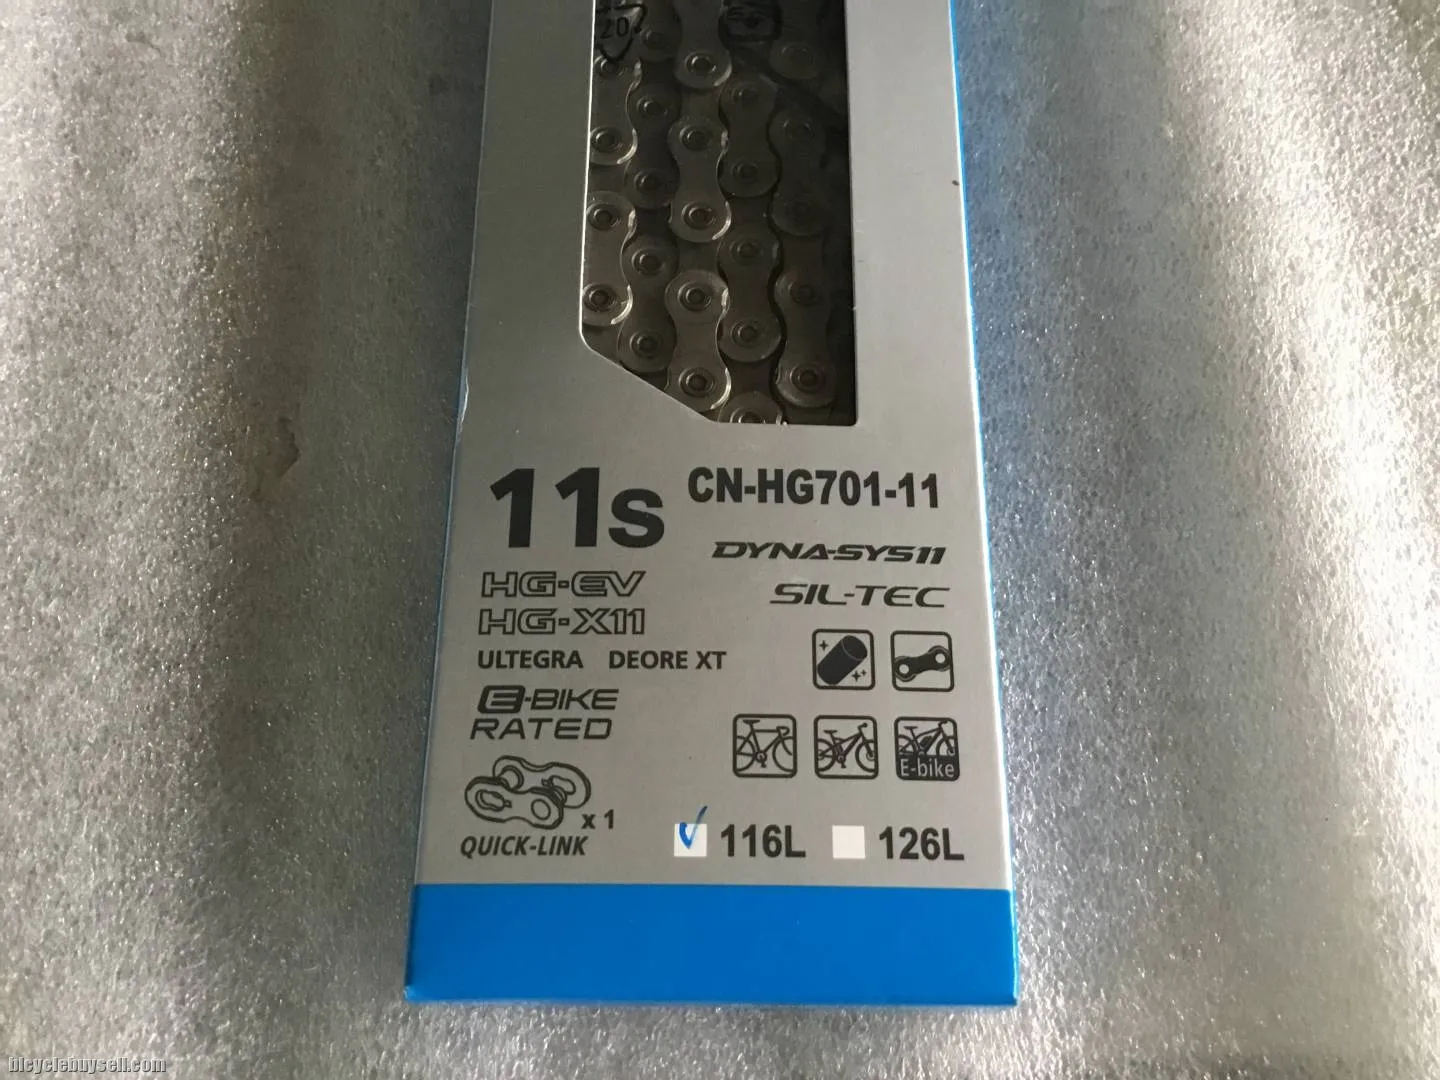 20
11s CN-HG701-11
DYNA-SYS11
HG-EV
SIL-TEC
HG-X11
ULTEGRA DEORE XT
E-BIKE
RATED
E-bike
x 1
QUICK-LINK
116L 126L
bicyclebuysell.com